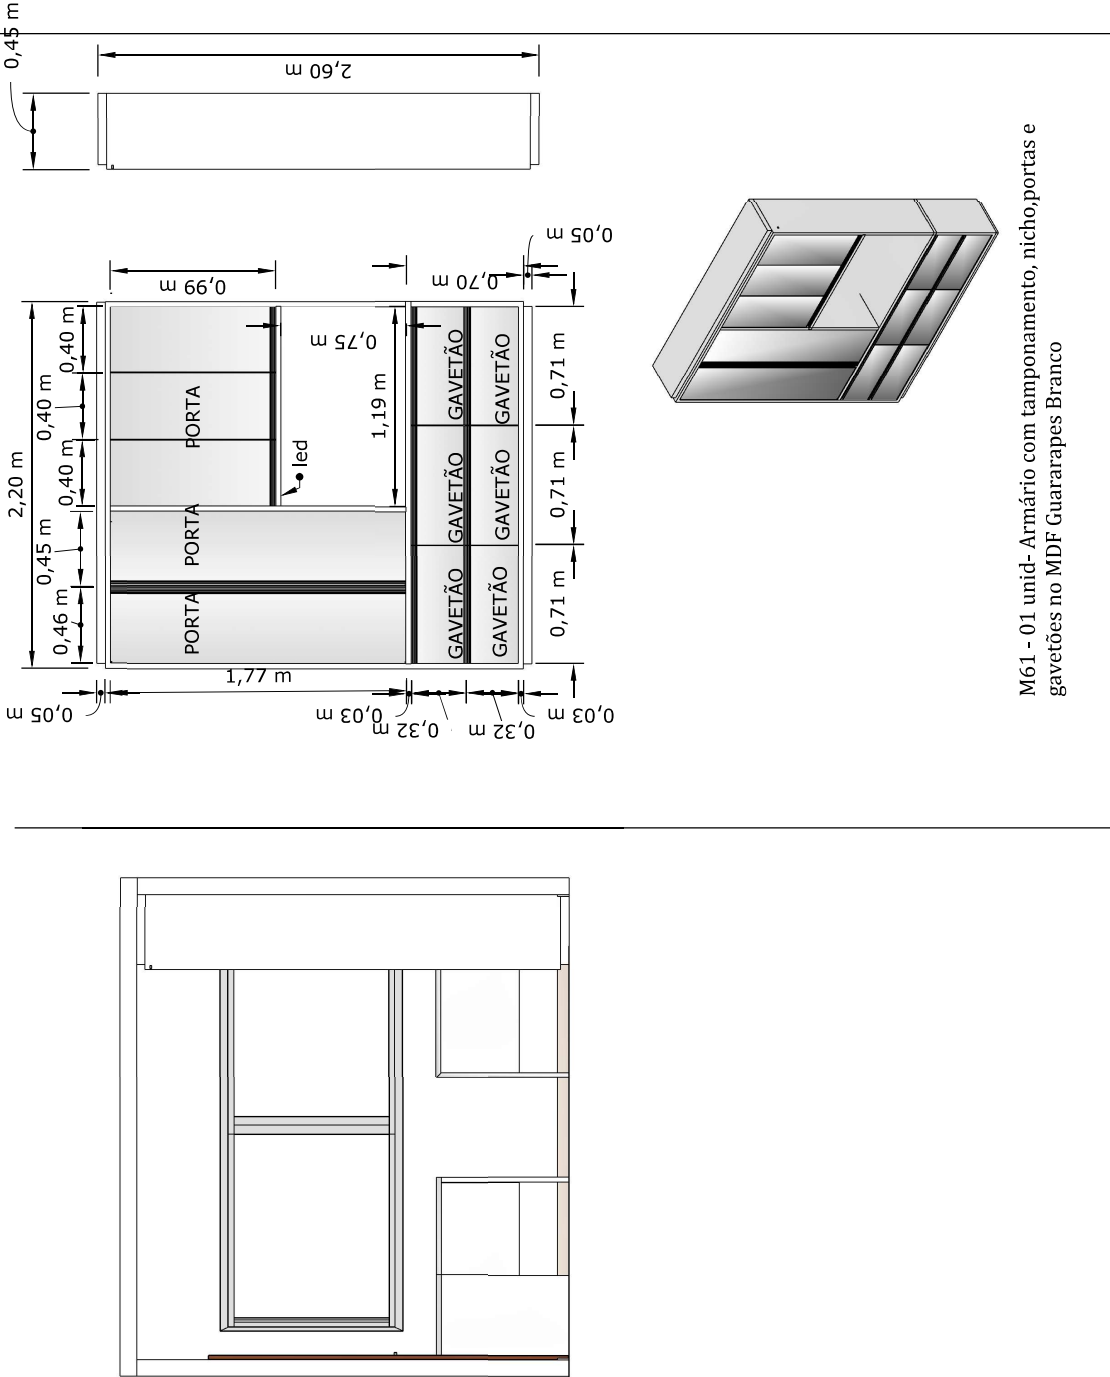 0,45 m
2,60 m
0,05 m
0,99 m
0,70 m
0,40 m
0,40 m
0,40 m
0,45 m
0,46 m
2,20 m
0,75 m
1,19 m
led
PORTA
PORTA
PORTA
GAVETÃO
GAVETÃO
GAVETÃO
GAVETÃO
GAVETÃO
GAVETÃO
0,71 m
0,71 m
0,71 m
1,77 m
0,05 m
0,03 m
0,32 m
0,32 m
0,03 m
M61 - 01 unid- Armário com tamponamento, nicho,portas e
gavetões no MDF Guararapes Branco